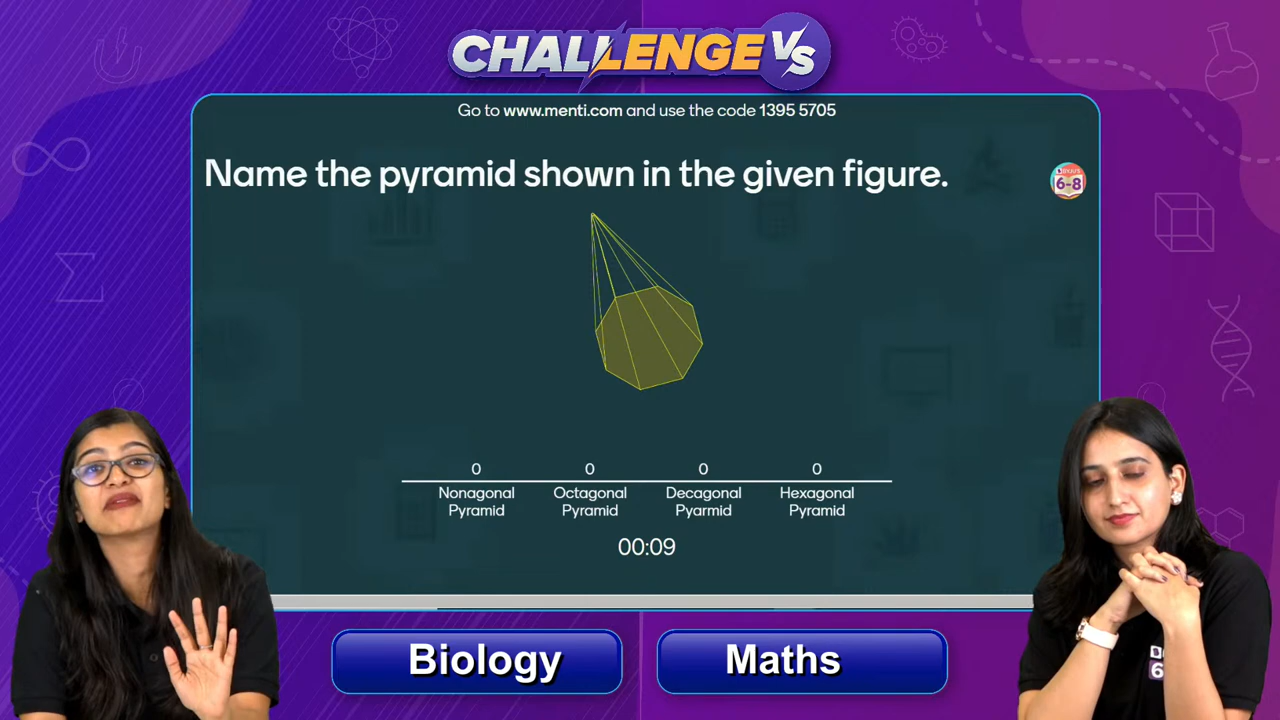 CHALLENGE VS
Go to www.menti.com and use the code 1395 5705
Name the pyramid shown in the given figure.
BYJU'S
6-8
0 0 0 0
Nonagonal Octagonal Decagonal Hexagonal
Pyramid Pyramid Pyarmid Pyramid
00:09
Biology Maths
6